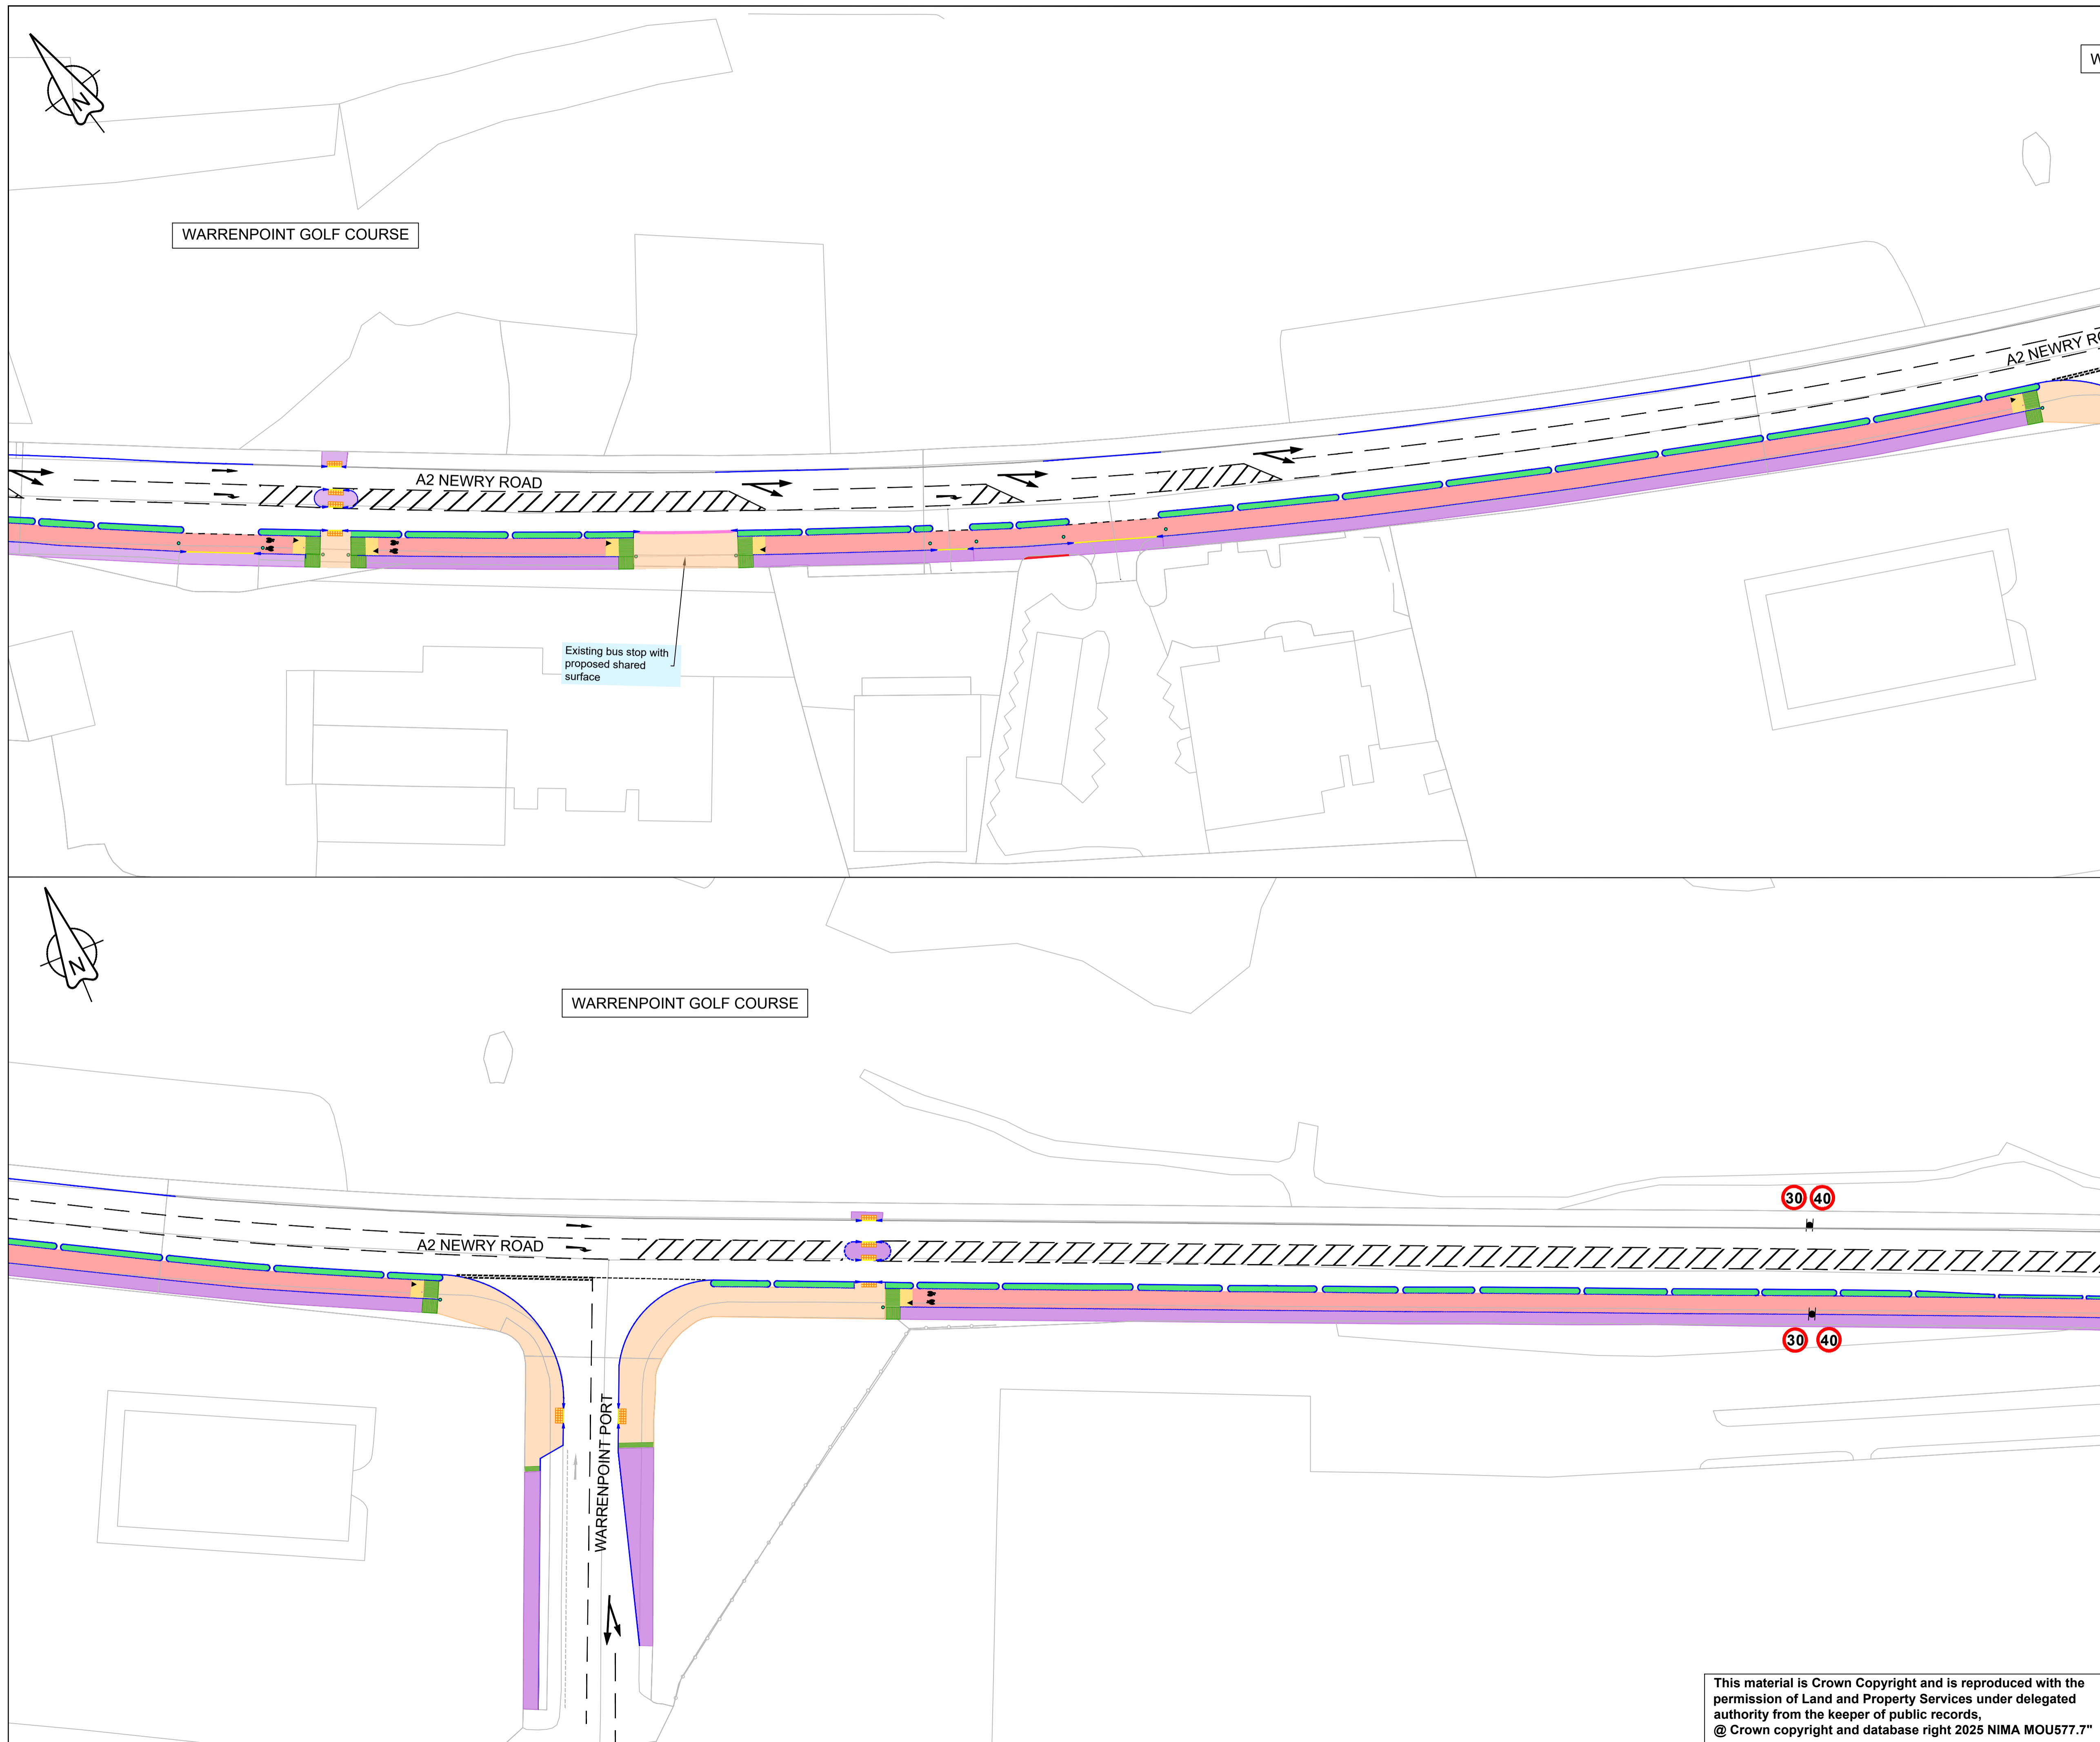 W
N
WARRENPOINT GOLF COURSE
A2 NEWRY RO
A2 NEWRY ROAD
Existing bus stop with
proposed shared
surface
N
WARRENPOINT GOLF COURSE
30 40
A2 NEWRY ROAD
30 40
WARRENPOINT PORT
This material is Crown Copyright and is reproduced with the
permission of Land and Property Services under delegated
authority from the keeper of public records,
@ Crown copyright and database right 2025 NIMA MOU577.7"